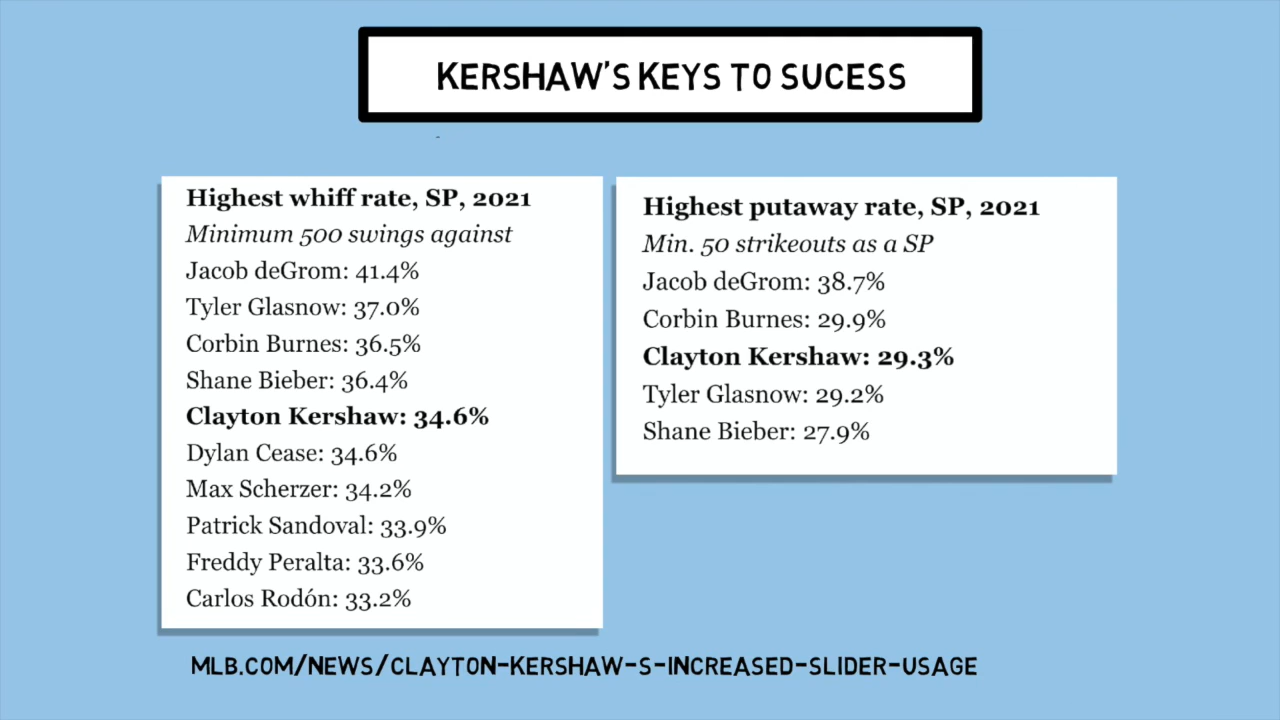 KERSHAW'S KEYS TO SUCESS
Highest whiff rate, SP, 2021
Minimum 500 swings against
Jacob deGrom: 41.4%
Tyler Glasnow: 37.0%
Corbin Burnes: 36.5%
Shane Bieber: 36.4%
Clayton Kershaw: 34.6%
Dylan Cease: 34.6%
Max Scherzer: 34.2%
Patrick Sandoval: 33.9%
Freddy Peralta: 33.6%
Carlos Rodón: 33.2%
Highest putaway rate, SP, 2021
Min. 50 strikeouts as a SP
Jacob deGrom: 38.7%
Corbin Burnes: 29.9%
Clayton Kershaw: 29.3%
Tyler Glasnow: 29.2%
Shane Bieber: 27.9%
MLB.COM/NEWS/CLAYTON-KERSHAW-S-INCREASED-SLIDER-USAGE